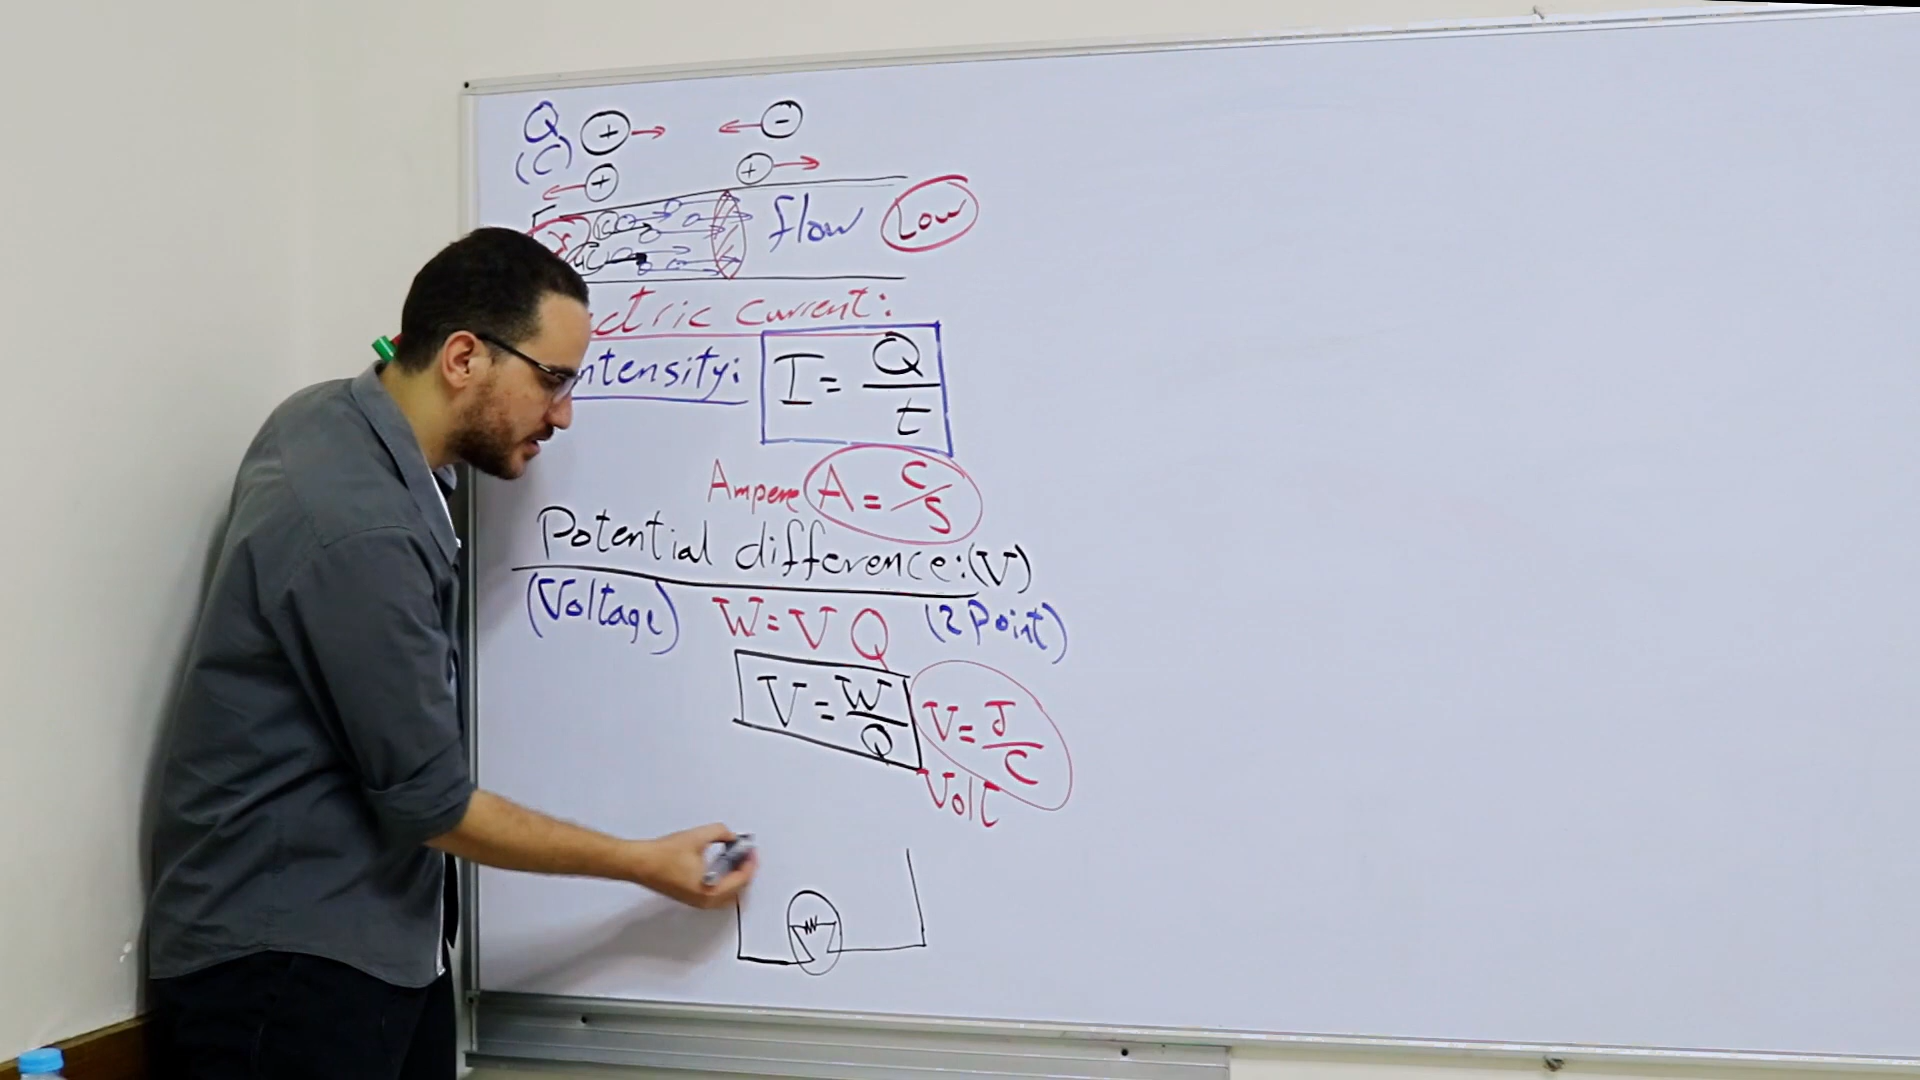 Q + -
(C) + +
flow Low
ctric Current:
ntensity: I = Q/t
Ampere A = C/s
Potential difference: (V)
(Voltage) W = V Q (2 Point)
V = W/Q V = J/C
Volt